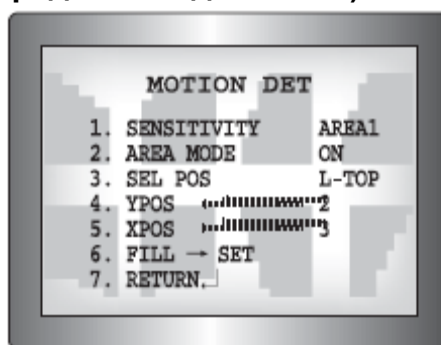 MOTION DET
1. SENSITIVITY AREA1
2. AREA MODE ON
3. SEL POS L-TOP
4. YPOS 2
5. XPOS 3
6. FILL → SET
7. RETURN